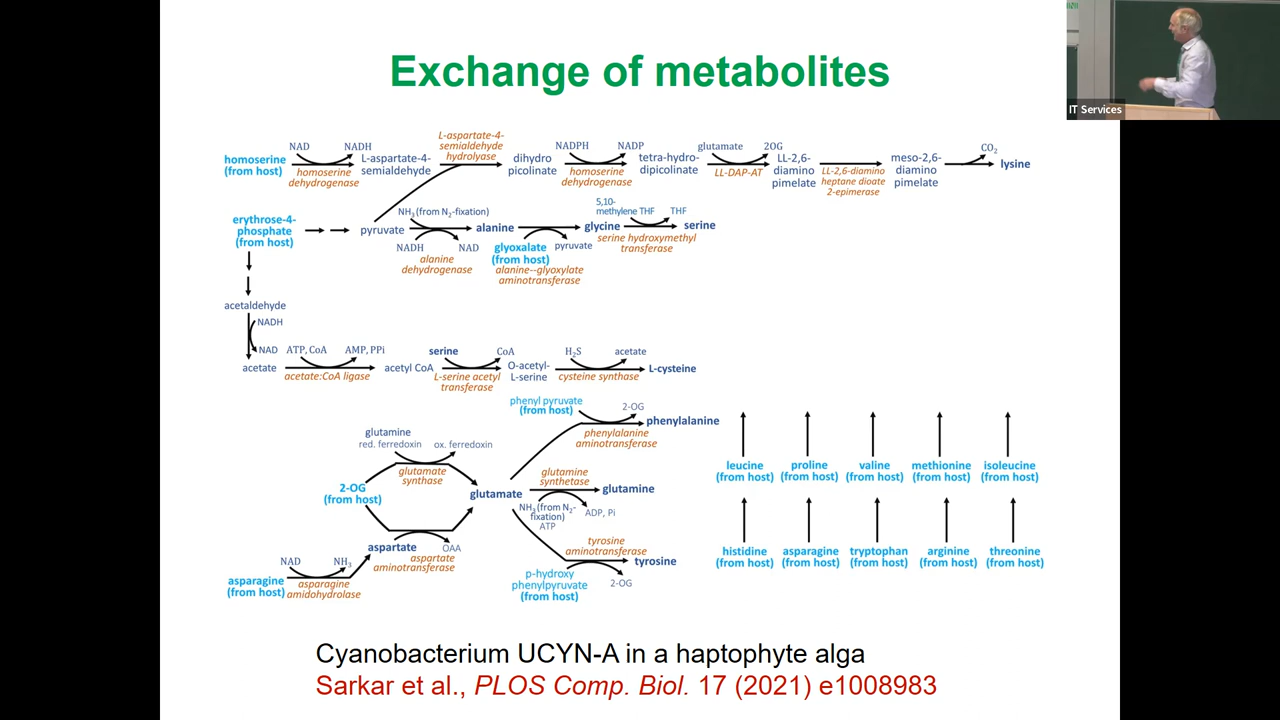 Exchange of metabolites
IT Services
homoserine
(from host)
NAD
NADH
homoserine
dehydrogenase
L-aspartate-4-
semialdehyde
L-aspartate-4-
semialdehyde
hydrolyase
dihydro
picolinate
NADPH
NADP
homoserine
dehydrogenase
tetra-hydro-
dipicolinate
glutamate
2OG
LL-DAP-AT
LL-2,6-
diamino
pimelate
LL-2,6-diamino
heptane dioate
2-epimerase
meso-2,6-
diamino
pimelate
CO2
lysine
erythrose-4-
phosphate
(from host)
pyruvate
NH3(from N2-fixation)
NADH
NAD
alanine
dehydrogenase
alanine
glyoxalate
(from host)
pyruvate
alanine--glyoxylate
aminotransferase
glycine
5,10-
methylene THF
THF
serine hydroxymethyl
transferase
serine
acetaldehyde
NADH
NAD
acetate
ATP, CoA
AMP, PPi
acetate:CoA ligase
acetyl CoA
serine
CoA
L-serine acetyl
transferase
O-acetyl-
L-serine
H2S
acetate
cysteine synthase
L-cysteine
phenyl pyruvate
(from host)
2-OG
phenylalanine
aminotransferase
phenylalanine
glutamine
red. ferredoxin
ox. ferredoxin
glutamate
synthase
2-OG
(from host)
glutamate
glutamine
synthetase
NH3(from N2-
fixation)
ATP
ADP, Pi
glutamine
aspartate
OAA
aspartate
aminotransferase
asparagine
(from host)
NAD
NH3
asparagine
amidohydrolase
tyrosine
aminotransferase
tyrosine
p-hydroxy
phenylpyruvate
(from host)
2-OG
leucine
(from host)
proline
(from host)
valine
(from host)
methionine
(from host)
isoleucine
(from host)
histidine
(from host)
asparagine
(from host)
tryptophan
(from host)
arginine
(from host)
threonine
(from host)
Cyanobacterium UCYN-A in a haptophyte alga
Sarkar et al., PLOS Comp. Biol. 17 (2021) e1008983